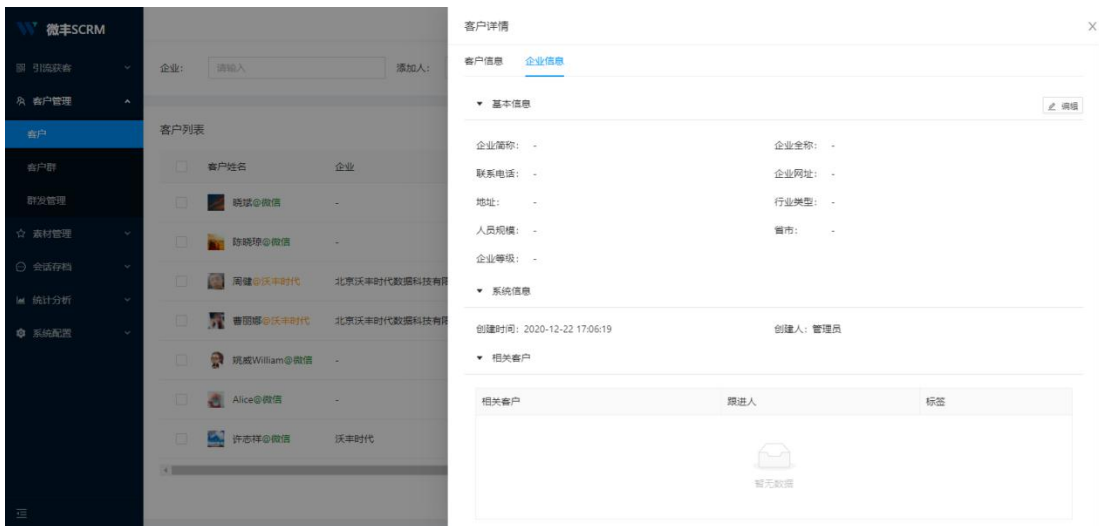 微丰SCRM
引流获客
客户管理
客户
客户群
群发管理
素材管理
会话存档
统计分析
系统配置
企业: 请输入 添加人:
客户列表
客户姓名 企业
晓斌@微信 -
陈晓琼@微信 -
周健@沃丰时代 北京沃丰时代数据科技有限
曹丽娜@沃丰时代 北京沃丰时代数据科技有限
姚威William@微信 -
Alice@微信 -
许志祥@微信 沃丰时代
客户详情
客户信息 企业信息
基本信息 编辑
企业简称: - 企业全称: -
联系电话: - 企业网址: -
地址: - 行业类型: -
人员规模: - 省市: -
企业等级: -
系统信息
创建时间: 2020-12-22 17:06:19 创建人: 管理员
相关客户
相关客户 跟进人 标签
暂无数据